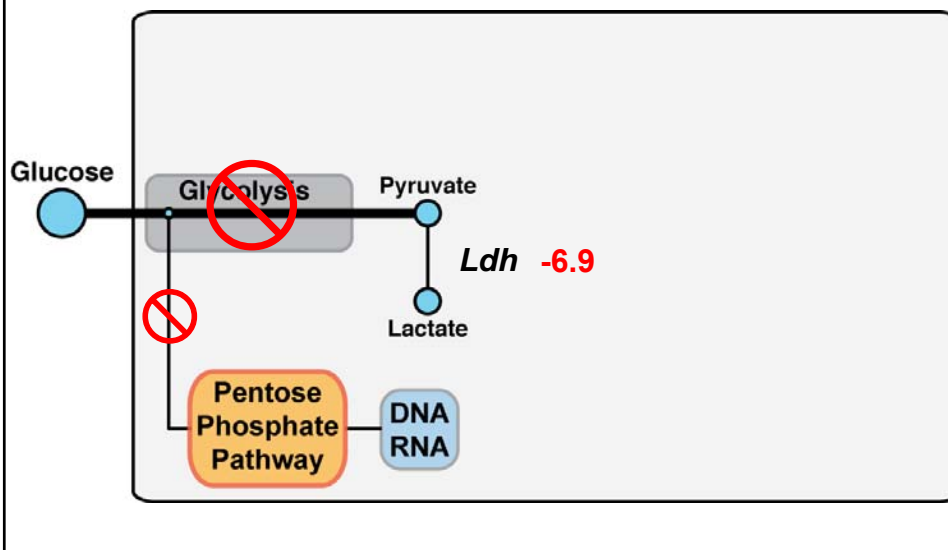 Glucose
Glycolysis
Pyruvate
Ldh -6.9
Lactate
Pentose
Phosphate
Pathway
DNA
RNA